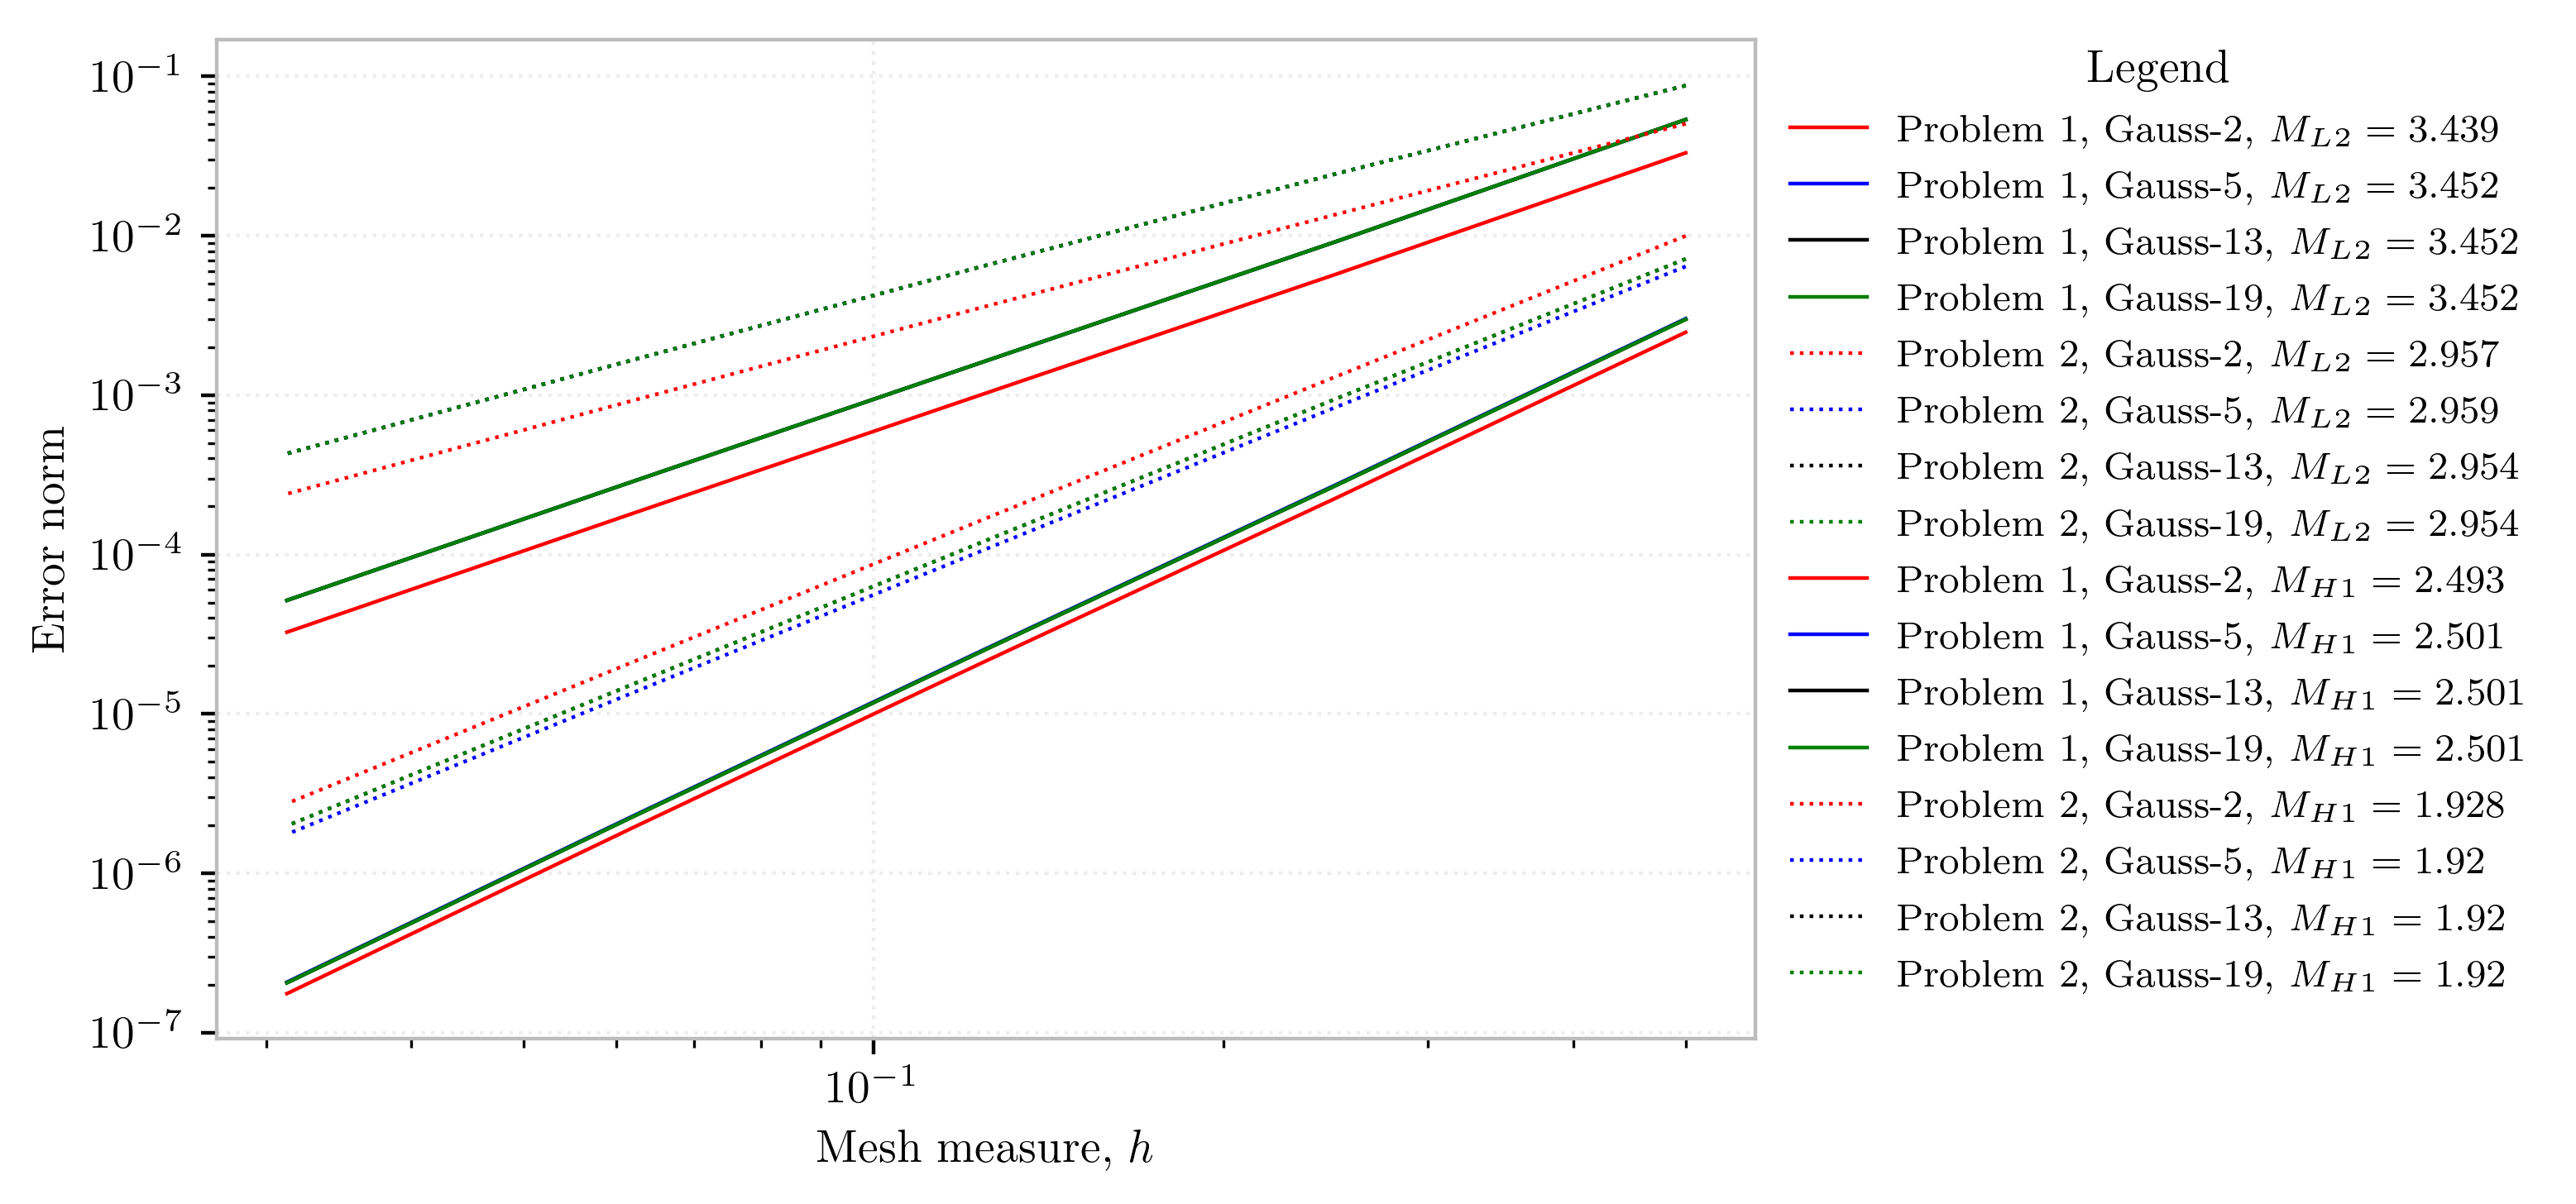 Error norm
10⁻¹
10⁻²
10⁻³
10⁻⁴
10⁻⁵
10⁻⁶
10⁻⁷
10⁻¹
Mesh measure, h
Legend
Problem 1, Gauss-2, M_{L2} = 3.439
Problem 1, Gauss-5, M_{L2} = 3.452
Problem 1, Gauss-13, M_{L2} = 3.452
Problem 1, Gauss-19, M_{L2} = 3.452
Problem 2, Gauss-2, M_{L2} = 2.957
Problem 2, Gauss-5, M_{L2} = 2.959
Problem 2, Gauss-13, M_{L2} = 2.954
Problem 2, Gauss-19, M_{L2} = 2.954
Problem 1, Gauss-2, M_{H1} = 2.493
Problem 1, Gauss-5, M_{H1} = 2.501
Problem 1, Gauss-13, M_{H1} = 2.501
Problem 1, Gauss-19, M_{H1} = 2.501
Problem 2, Gauss-2, M_{H1} = 1.928
Problem 2, Gauss-5, M_{H1} = 1.92
Problem 2, Gauss-13, M_{H1} = 1.92
Problem 2, Gauss-19, M_{H1} = 1.92